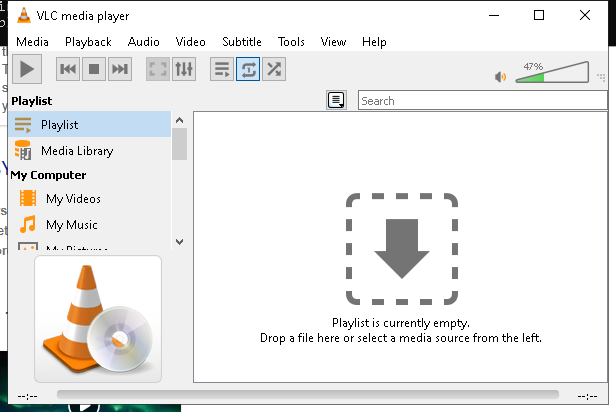 VLC media player
Media Playback Audio Video Subtitle Tools View Help
47%
Playlist
Search
Playlist
Media Library
My Computer
My Videos
My Music
My Pictures
Playlist is currently empty.
Drop a file here or select a media source from the left.
--:-- --:--